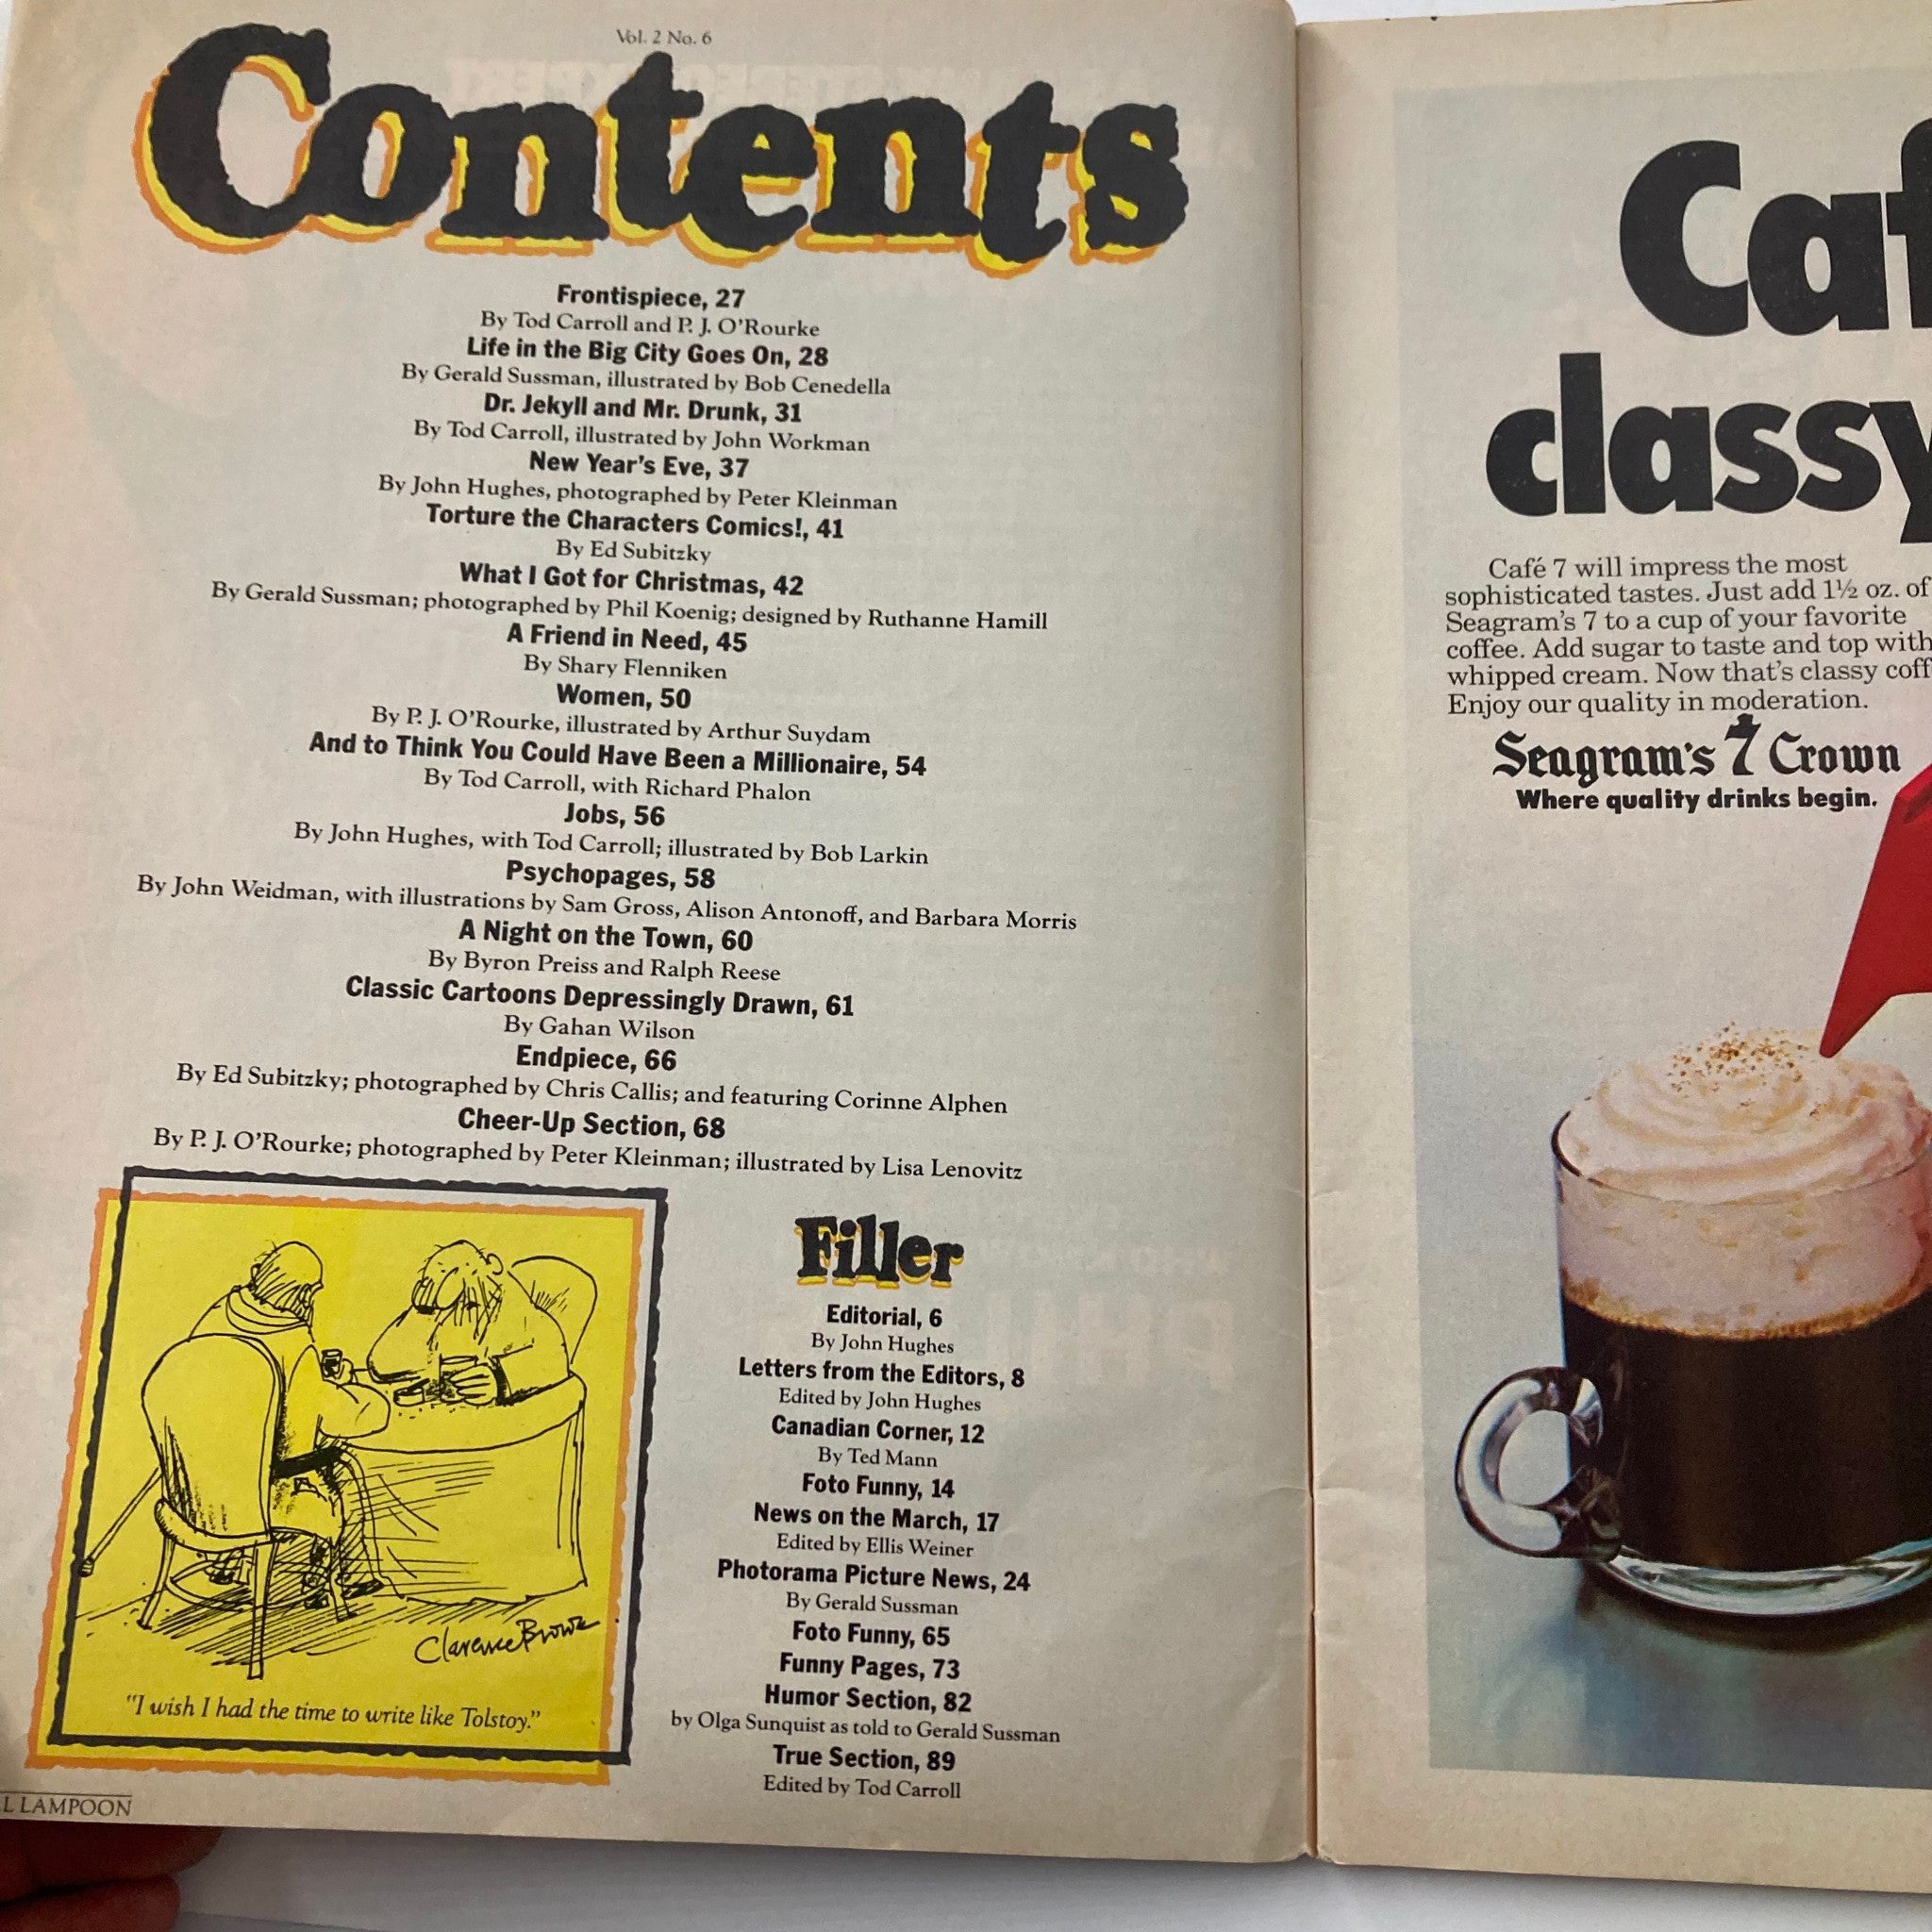 Vol. 2 No. 6
Contents
Frontispiece, 27
By Tod Carroll and P. J. O'Rourke
Life in the Big City Goes On, 28
By Gerald Sussman, illustrated by Bob Cenedella
Dr. Jekyll and Mr. Drunk, 31
By Tod Carroll, illustrated by John Workman
New Year's Eve, 37
By John Hughes, photographed by Peter Kleinman
Torture the Characters Comics!, 41
By Ed Subitzky
What I Got for Christmas, 42
By Gerald Sussman; photographed by Phil Koenig; designed by Ruthanne Hamill
A Friend in Need, 45
By Shary Flenniken
Women, 50
By P. J. O'Rourke, illustrated by Arthur Suydam
And to Think You Could Have Been a Millionaire, 54
By Tod Carroll, with Richard Phalon
Jobs, 56
By John Hughes, with Tod Carroll; illustrated by Bob Larkin
Psychopages, 58
By John Weidman, with illustrations by Sam Gross, Alison Antonoff, and Barbara Morris
A Night on the Town, 60
By Byron Preiss and Ralph Reese
Classic Cartoons Depressingly Drawn, 61
By Gahan Wilson
Endpiece, 66
By Ed Subitzky; photographed by Chris Callis; and featuring Corinne Alphen
Cheer-Up Section, 68
By P. J. O'Rourke; photographed by Peter Kleinman; illustrated by Lisa Lenovitz
Clarence Brown
"I wish I had the time to write like Tolstoy."
L LAMPOON
Filler
Editorial, 6
By John Hughes
Letters from the Editors, 8
Edited by John Hughes
Canadian Corner, 12
By Ted Mann
Foto Funny, 14
News on the March, 17
Edited by Ellis Weiner
Photorama Picture News, 24
By Gerald Sussman
Foto Funny, 65
Funny Pages, 73
Humor Section, 82
by Olga Sunquist as told to Gerald Sussman
True Section, 89
Edited by Tod Carroll
Caf
classy
Café 7 will impress the most
sophisticated tastes. Just add 1½ oz. of
Seagram's 7 to a cup of your favorite
coffee. Add sugar to taste and top with
whipped cream. Now that's classy coff
Enjoy our quality in moderation.
Seagram's 7 Crown
Where quality drinks begin.